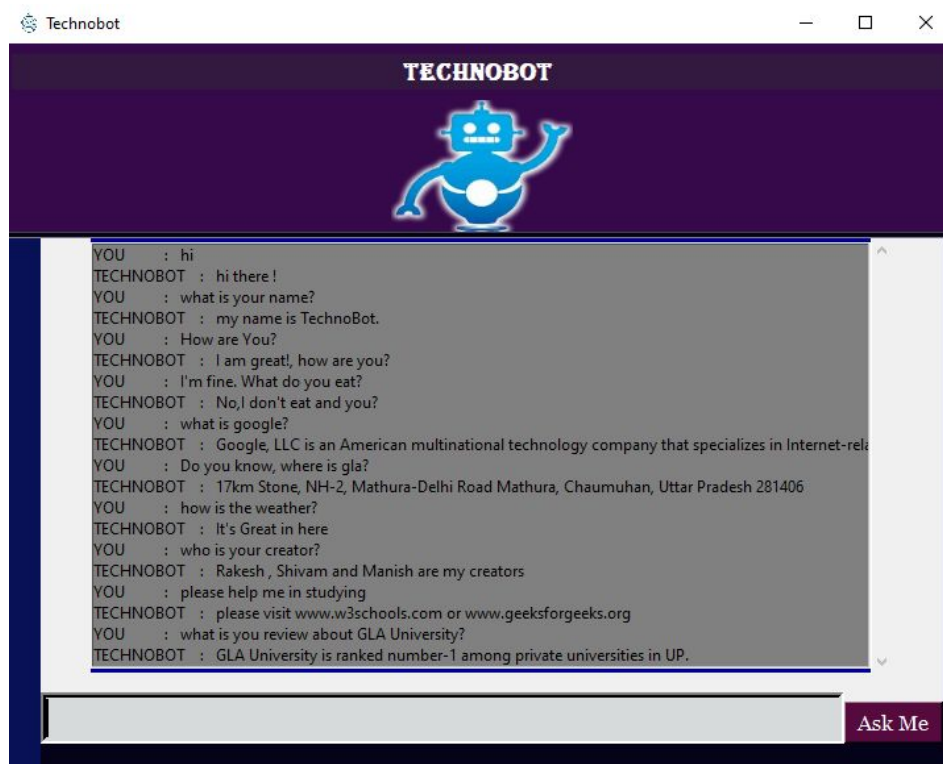 Technobot
TECHNOBOT
YOU : hi
TECHNOBOT : hi there !
YOU : what is your name?
TECHNOBOT : my name is TechnoBot.
YOU : How are You?
TECHNOBOT : I am great!, how are you?
YOU : I'm fine. What do you eat?
TECHNOBOT : No,I don't eat and you?
YOU : what is google?
TECHNOBOT : Google, LLC is an American multinational technology company that specializes in Internet-rela
YOU : Do you know, where is gla?
TECHNOBOT : 17km Stone, NH-2, Mathura-Delhi Road Mathura, Chaumuhan, Uttar Pradesh 281406
YOU : how is the weather?
TECHNOBOT : It's Great in here
YOU : who is your creator?
TECHNOBOT : Rakesh , Shivam and Manish are my creators
YOU : please help me in studying
TECHNOBOT : please visit www.w3schools.com or www.geeksforgeeks.org
YOU : what is you review about GLA University?
TECHNOBOT : GLA University is ranked number-1 among private universities in UP.
Ask Me